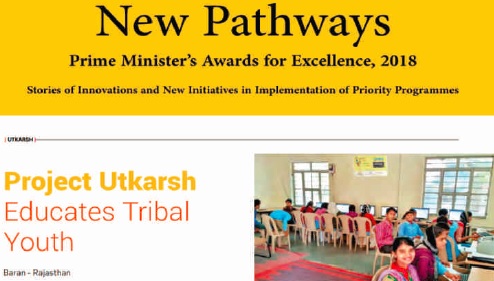 New Pathways
Prime Minister's Awards for Excellence, 2018
Stories of Innovations and New Initiatives in Implementation of Priority Programmes
| UTKARSH |
Project Utkarsh
Educates Tribal
Youth
Baran - Rajasthan